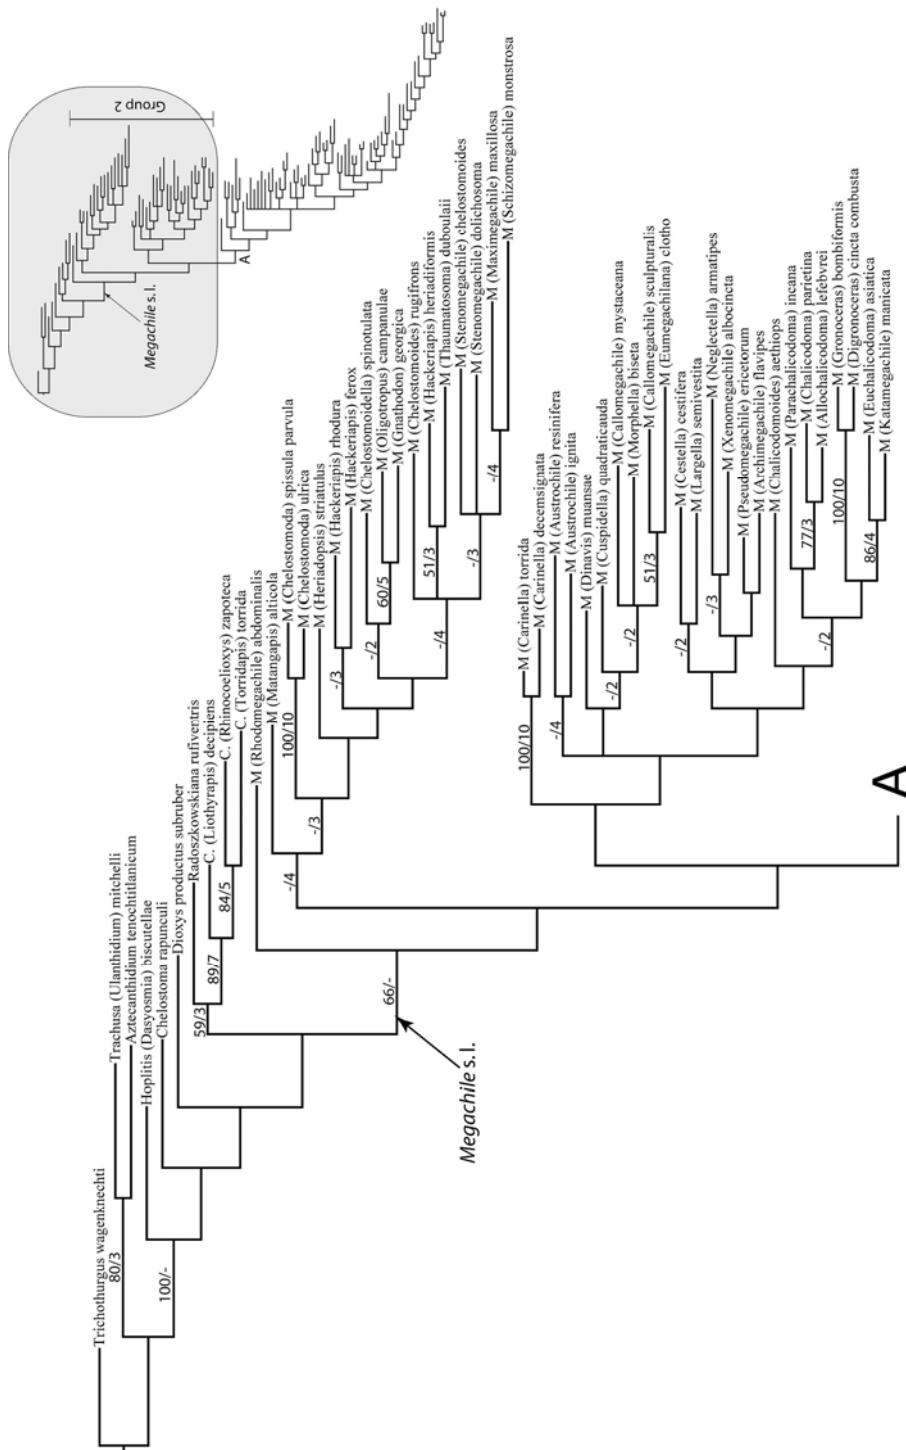 Group 2
A
Megachile s.l.
Trichothurgus wagenknechti
80/3
Trachusa (Ulanthidium) mitchelli
Aztecanthidium tenochtitlanicum
100/-
Hoplitis (Dasyosmia) biscutellae
Chelostoma rapunculi
Dioxys productus subruber
59/3
Radoszkowskiana rufiventris
89/7
C. (Liothyrapis) decipiens
84/5
C. (Rhinocoelioxys) zapoteca
C. (Torridapis) torrida
66/-
Megachile s.l.
M (Rhodomegachile) abdominalis
-/4
M (Matangapis) alticola
-/3
100/10
M (Chelostomoda) spissula parvula
M (Chelostomoda) ulrica
M (Heriadopsis) striatulus
-/3
M (Hackeriapis) rhodura
M (Hackeriapis) ferox
-/2
M (Chelostomoidella) spinotulata
60/5
M (Oligotropus) campanulae
M (Gnathodon) georgica
-/4
M (Chelostomoides) rugifrons
51/3
M (Hackeriapis) heriadiformis
M (Thaumatosoma) duboulaii
-/3
M (Stenomegachile) chelostomoides
M (Stenomegachile) dolichosoma
-/4
M (Maximegachile) maxillosa
M (Schizomegachile) monstrosa
100/10
M (Carinella) torrida
M (Carinella) decemsignata
-/4
M (Austrochile) resinifera
M (Austrochile) ignita
M (Dinavis) muansae
-/2
M (Cuspidella) quadraticauda
-/2
M (Callomegachile) mystaceana
M (Morphella) biseta
51/3
M (Callomegachile) sculpturalis
M (Eumegachilana) clotho
-/2
M (Cestella) cestifera
M (Largella) semivestita
-/3
M (Neglectella) armatipes
M (Xenomegachile) albocincta
M (Pseudomegachile) ericetorum
M (Archimegachile) flavipes
M (Chalicodomoides) aethiops
-/2
M (Parachalicodoma) incana
77/3
M (Chalicodoma) parietina
M (Allochalicodoma) lefebvrei
100/10
M (Gronoceras) bombiformis
M (Digronoceras) cincta combusta
86/4
M (Euchalicodoma) asiatica
M (Katamegachile) manicata
A